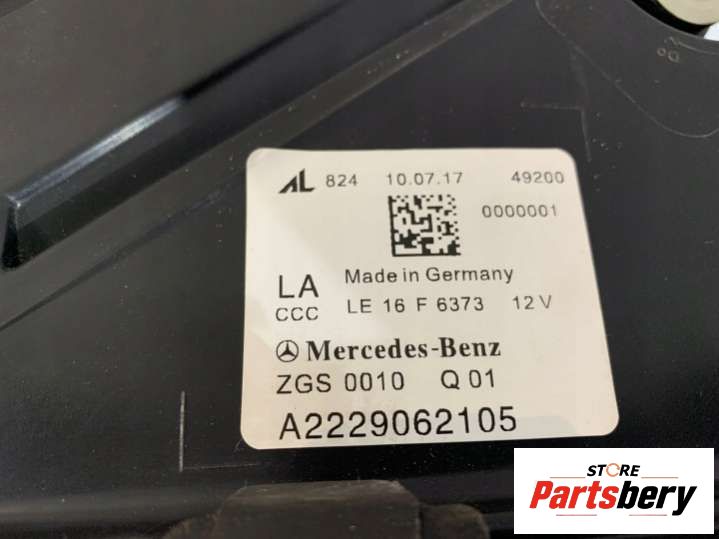 AL 824 10.07.17 49200
0000001
Made in Germany
LA
CCC LE 16 F 6373 12V
Mercedes-Benz
ZGS 0010 Q 01
A2229062105
STORE
Partsbery